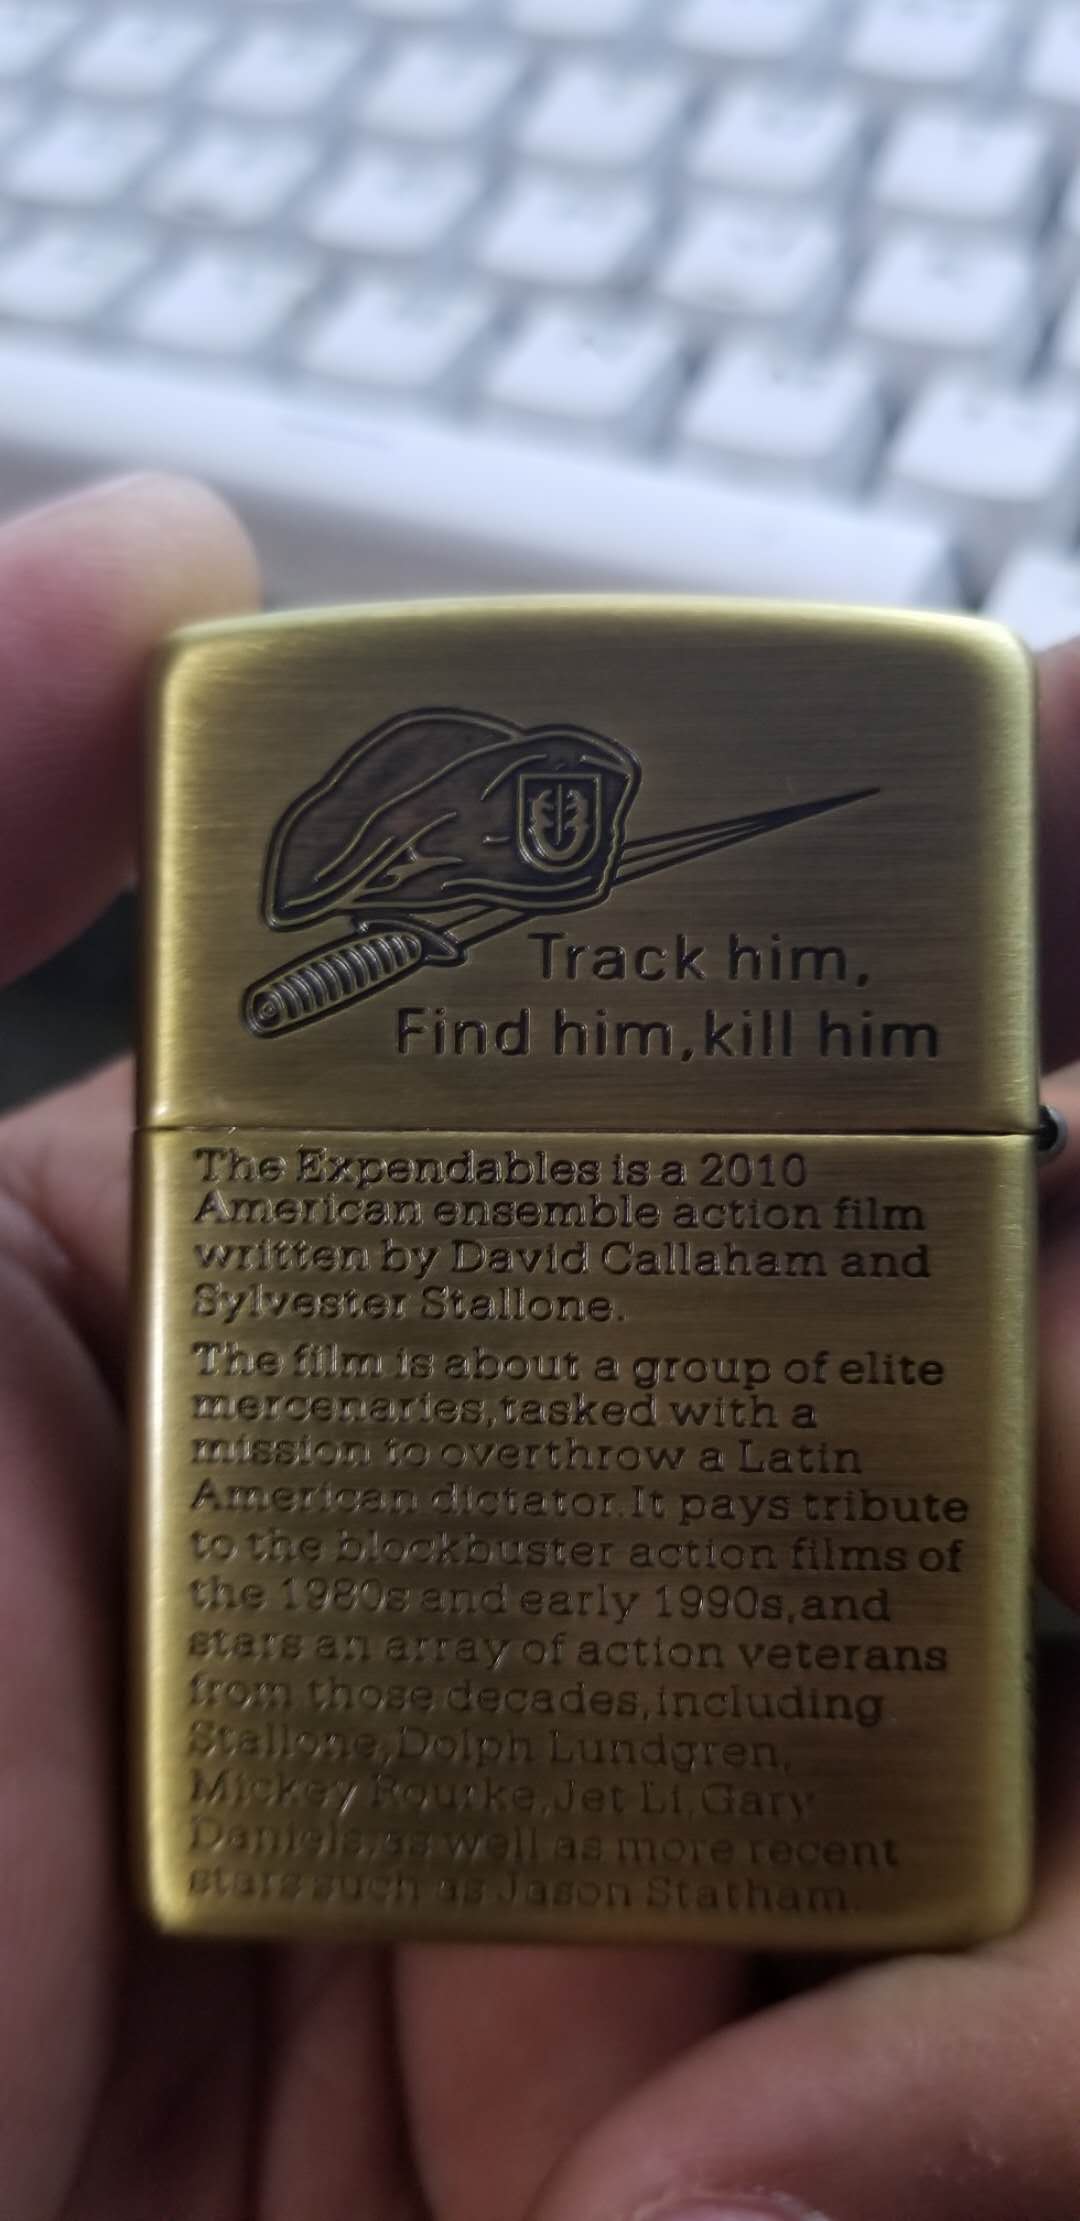 Track him,
Find him,kill him
The Expendables is a 2010
American ensemble action film
written by David Callaham and
Sylvester Stallone.
The film is about a group of elite
mercenaries,tasked with a
mission to overthrow a Latin
American dictator.It pays tribute
to the blockbuster action films of
the 1980s and early 1990s,and
stars an array of action veterans
from those decades,including
Stallone,Dolph Lundgren,
Mickey Rourke,Jet Li,Gary
Daniels,as well as more recent
stars such as Jason Statham.